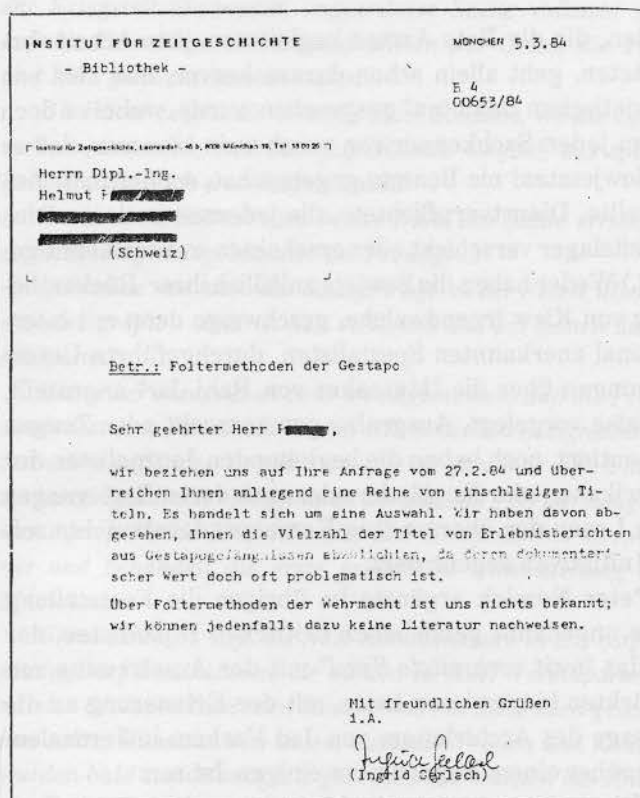 INSTITUT FÜR ZEITGESCHICHTE
- Bibliothek -
MÜNCHEN 5.3.84
E 4
00653/84
Herrn Dipl.-Ing.
Helmut F
(Schweiz)
Betr.: Foltermethoden der Gestapo
Sehr geehrter Herr ,
wir beziehen uns auf Ihre Anfrage vom 27.2.84 und über-
reichen Ihnen anliegend eine Reihe von einschlägigen Ti-
teln. Es handelt sich um eine Auswahl. Wir haben davon ab-
gesehen, Ihnen die Vielzahl der Titel von Erlebnisberichten
aus Gestapogefängnissen abzulichten, da deren dokumentari-
scher Wert doch oft problematisch ist.
Über Foltermethoden der Wehrmacht ist uns nichts bekannt;
wir können jedenfalls dazu keine Literatur nachweisen.
Mit freundlichen Grüßen
i.A.
(Ingrid Gerlach)